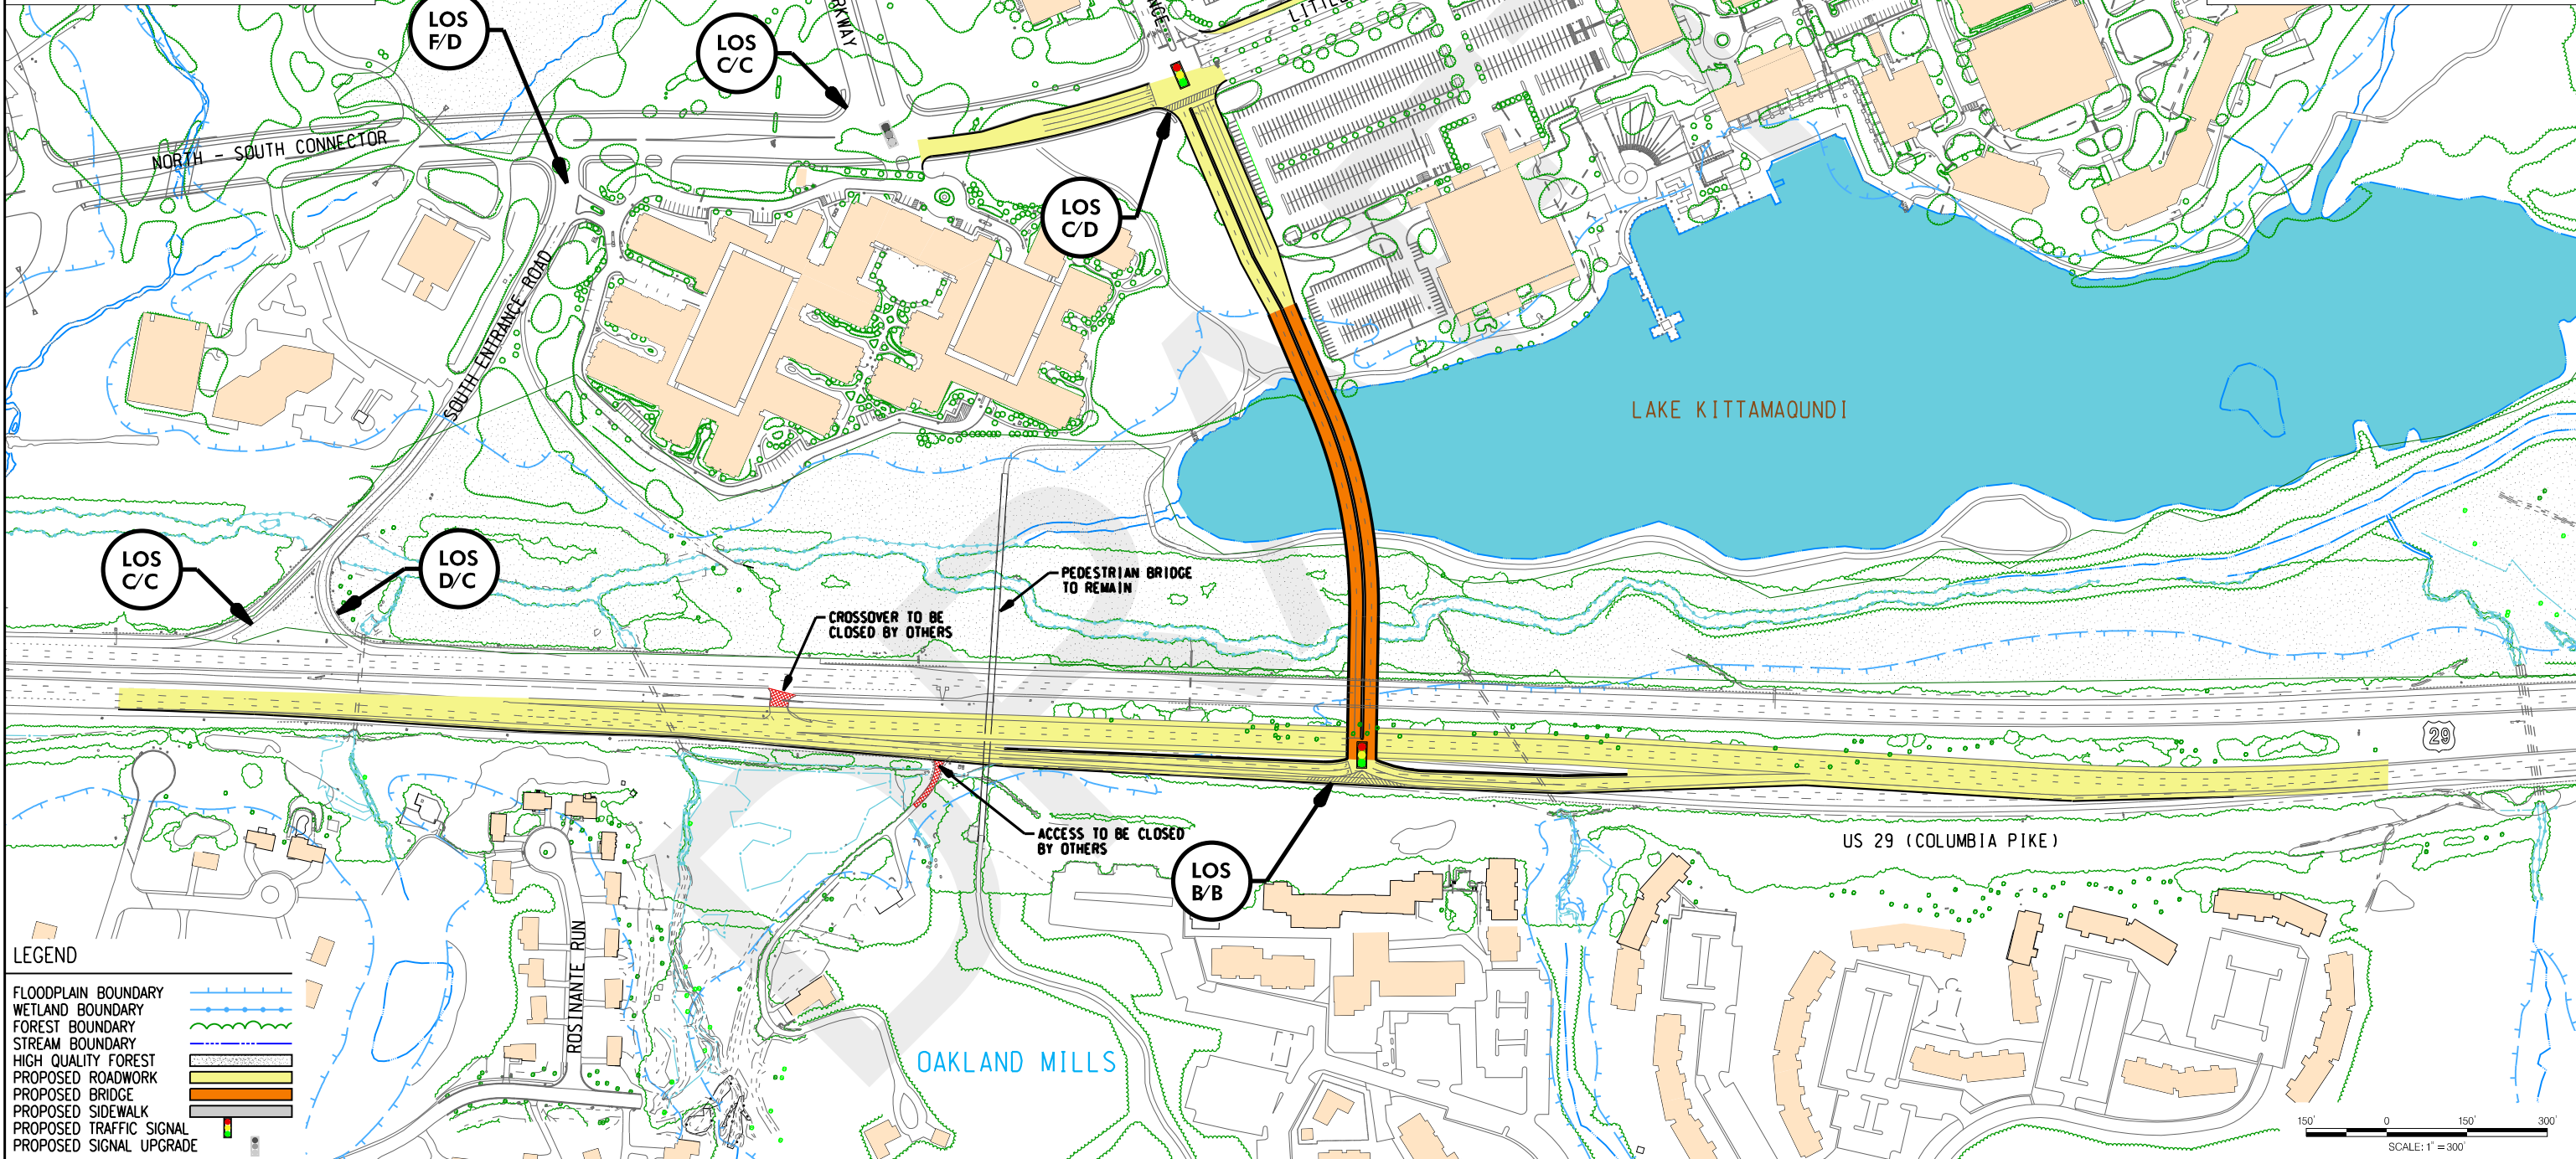 LOS
F/D
LOS
C/C
NORTH - SOUTH CONNECTOR
LOS
C/D
SOUTH ENTRANCE ROAD
LAKE KITTAMAQUNDI
LOS
C/C
LOS
D/C
PEDESTRIAN BRIDGE
TO REMAIN
CROSSOVER TO BE
CLOSED BY OTHERS
29
ACCESS TO BE CLOSED
BY OTHERS
US 29 (COLUMBIA PIKE)
LOS
B/B
ROSINANTE RUN
OAKLAND MILLS
DRAFT
LEGEND
FLOODPLAIN BOUNDARY
WETLAND BOUNDARY
FOREST BOUNDARY
STREAM BOUNDARY
HIGH QUALITY FOREST
PROPOSED ROADWORK
PROPOSED BRIDGE
PROPOSED SIDEWALK
PROPOSED TRAFFIC SIGNAL
PROPOSED SIGNAL UPGRADE
150' 0 150' 300'
SCALE: 1" = 300'